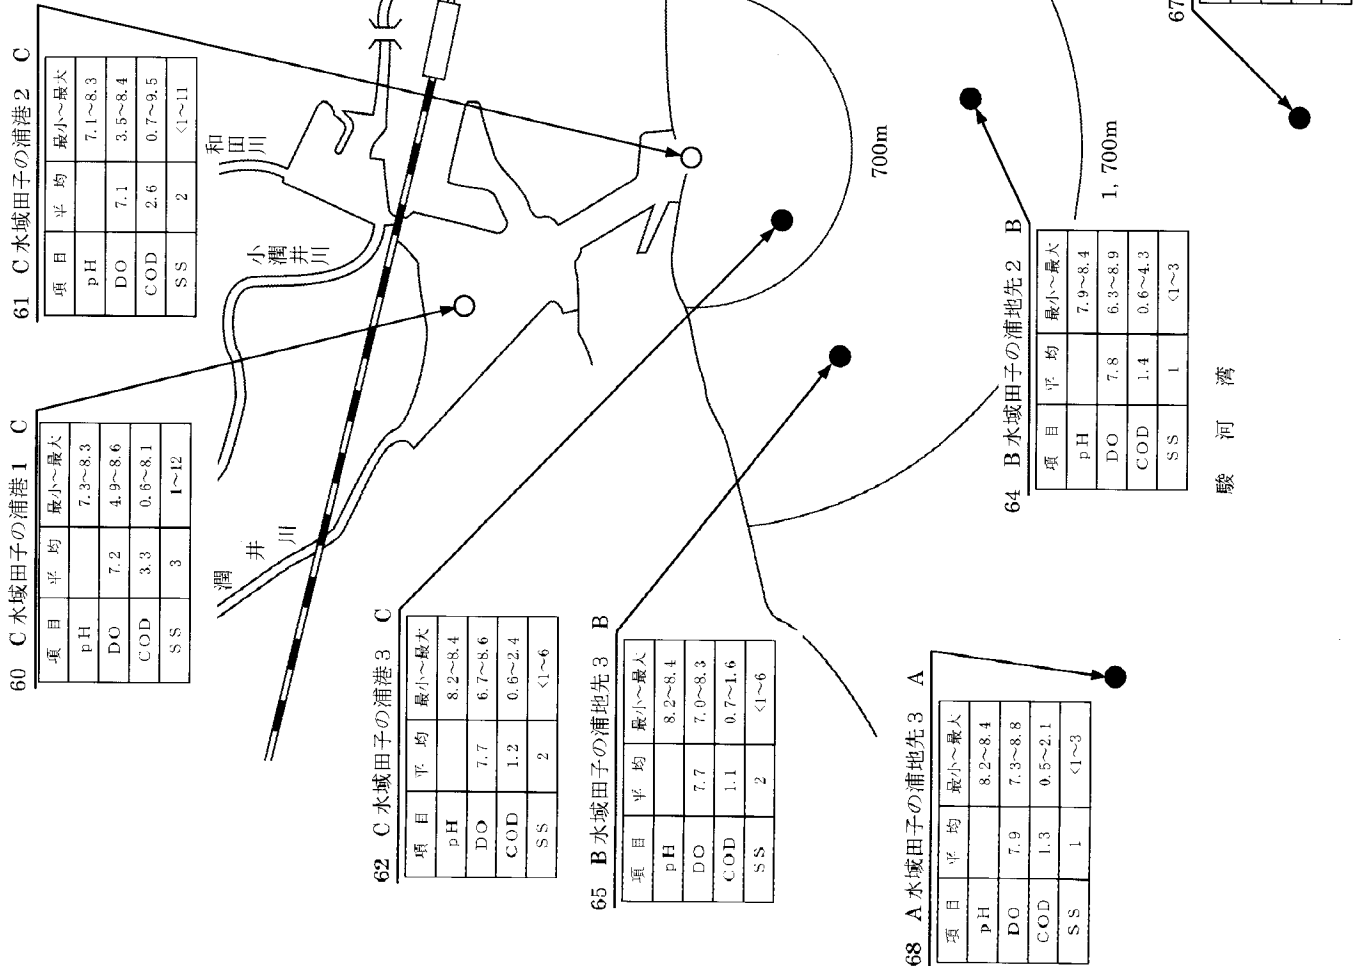 60 C水域田子の浦港1 C
項目 平均 最小～最大
pH 7.3～8.3
DO 7.2 4.9～8.6
COD 3.3 0.6～8.1
SS 3 1～12
61 C水域田子の浦港2 C
項目 平均 最小～最大
pH 7.1～8.3
DO 7.1 3.5～8.4
COD 2.6 0.7～9.5
SS 2 <1～11
和田川
小潤井川
潤井川
62 C水域田子の浦港3 C
項目 平均 最小～最大
pH 8.2～8.4
DO 7.7 6.7～8.6
COD 1.2 0.6～2.4
SS 2 <1～6
65 B水域田子の浦地先3 B
項目 平均 最小～最大
pH 8.2～8.4
DO 7.7 7.0～8.3
COD 1.1 0.7～1.6
SS 2 <1～6
700m
68 A水域田子の浦地先3 A
項目 平均 最小～最大
pH 8.2～8.4
DO 7.9 7.3～8.8
COD 1.3 0.5～2.1
SS 1 <1～3
64 B水域田子の浦地先2 B
項目 平均 最小～最大
pH 7.9～8.4
DO 7.8 6.3～8.9
COD 1.4 0.6～4.3
SS 1 <1～3
1,700m
駿河湾
67